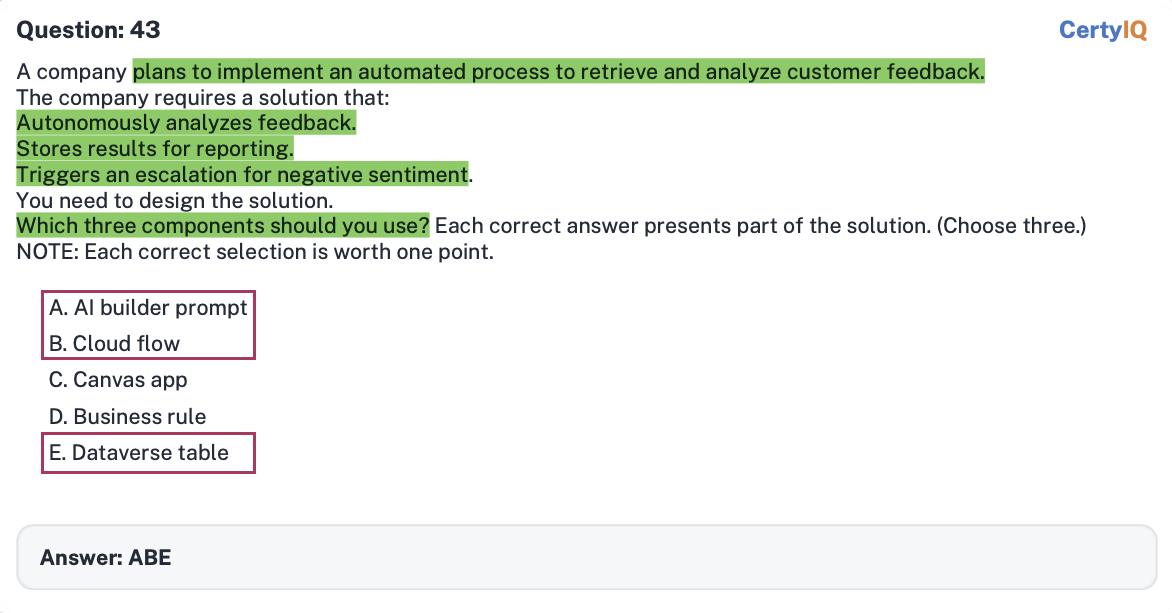 Question: 43
CertyIQ
A company plans to implement an automated process to retrieve and analyze customer feedback.
The company requires a solution that:
Autonomously analyzes feedback.
Stores results for reporting.
Triggers an escalation for negative sentiment.
You need to design the solution.
Which three components should you use? Each correct answer presents part of the solution. (Choose three.)
NOTE: Each correct selection is worth one point.
A. AI builder prompt
B. Cloud flow
C. Canvas app
D. Business rule
E. Dataverse table
Answer: ABE